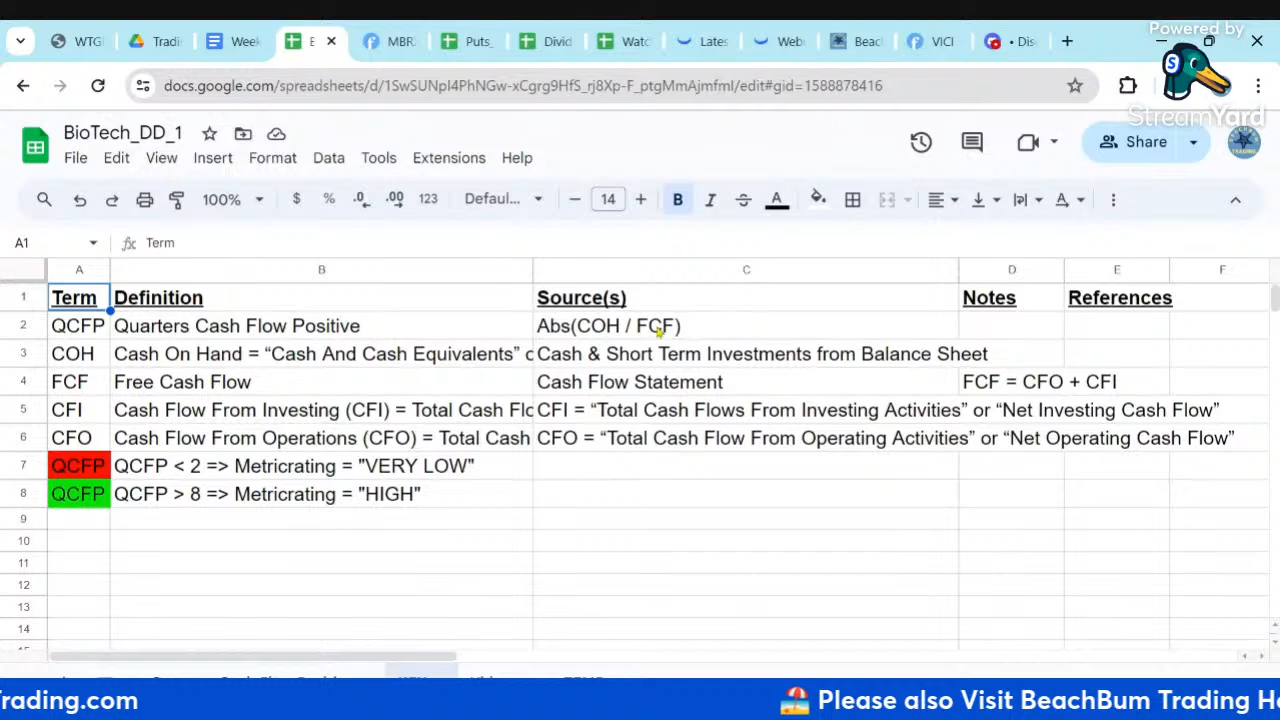 Powered by
StreamYard
WTGI
Tradi
Week
E
MBR
Puts_
Divid
Watc
Lates
Web
Beac
VICI
• Dis
docs.google.com/spreadsheets/d/1SwSUNpI4PltNGw-xCgrg9HfS_rj8Xp-F_ptgMmAjmfmI/edit#gid=1588878416
BioTech_DD_1
File Edit View Insert Format Data Tools Extensions Help
Share
100% $ % .0 .00 123 Defaul... 14 B I A
A1 fx Term
A B C D E F
1 Term Definition Source(s) Notes References
2 QCFP Quarters Cash Flow Positive Abs(COH / FCF)
3 COH Cash On Hand = “Cash And Cash Equivalents” o Cash & Short Term Investments from Balance Sheet
4 FCF Free Cash Flow Cash Flow Statement FCF = CFO + CFI
5 CFI Cash Flow From Investing (CFI) = Total Cash Flo CFI = “Total Cash Flows From Investing Activities” or “Net Investing Cash Flow”
6 CFO Cash Flow From Operations (CFO) = Total Cash CFO = “Total Cash Flow From Operating Activities” or “Net Operating Cash Flow”
7 QCFP QCFP < 2 => Metricrating = "VERY LOW"
8 QCFP QCFP > 8 => Metricrating = "HIGH"
9
10
11
12
13
14
rading.com
🏖️ Please also Visit BeachBum Trading Ho